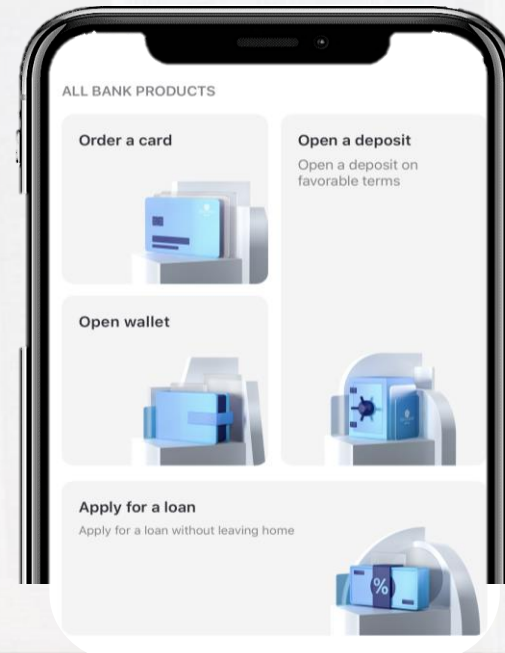 ALL BANK PRODUCTS
Order a card
Open a deposit
Open a deposit on
favorable terms
Open wallet
Apply for a loan
Apply for a loan without leaving home
%